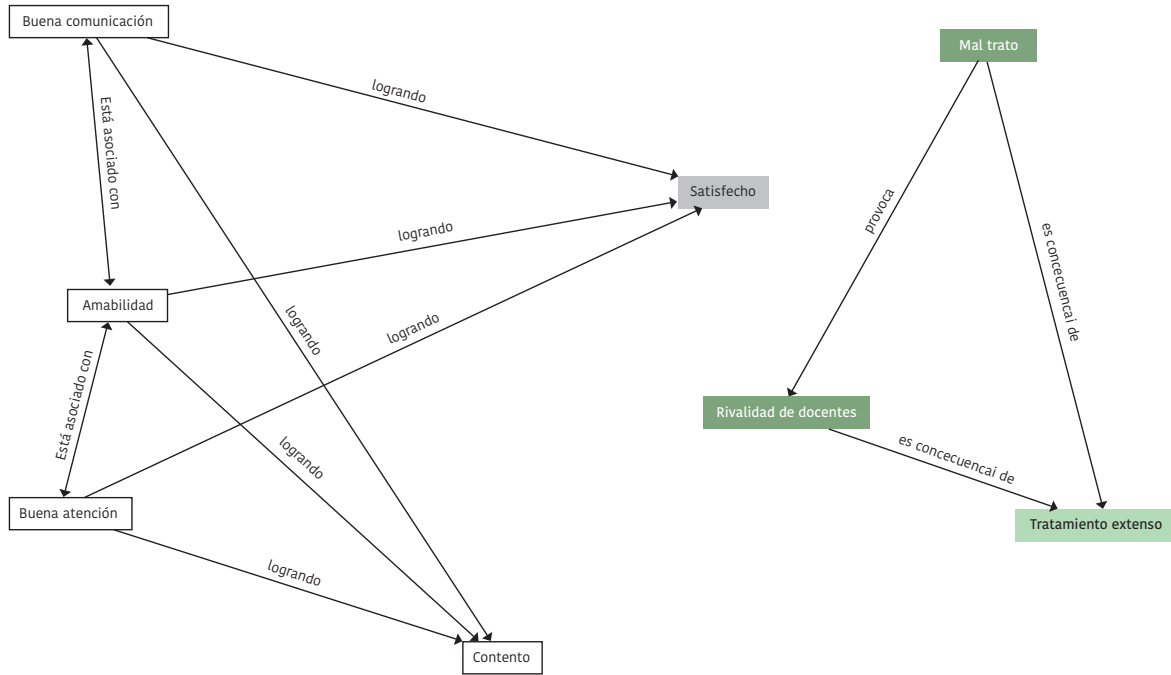 Buena comunicación
Mal trato
logrando
Está asociado con
Satisfecho
provoca
logrando
es concecuencai de
Amabilidad
logrando
logrando
Está asociado con
Rivalidad de docentes
logrando
es concecuencai de
Buena atención
Tratamiento extenso
logrando
Contento